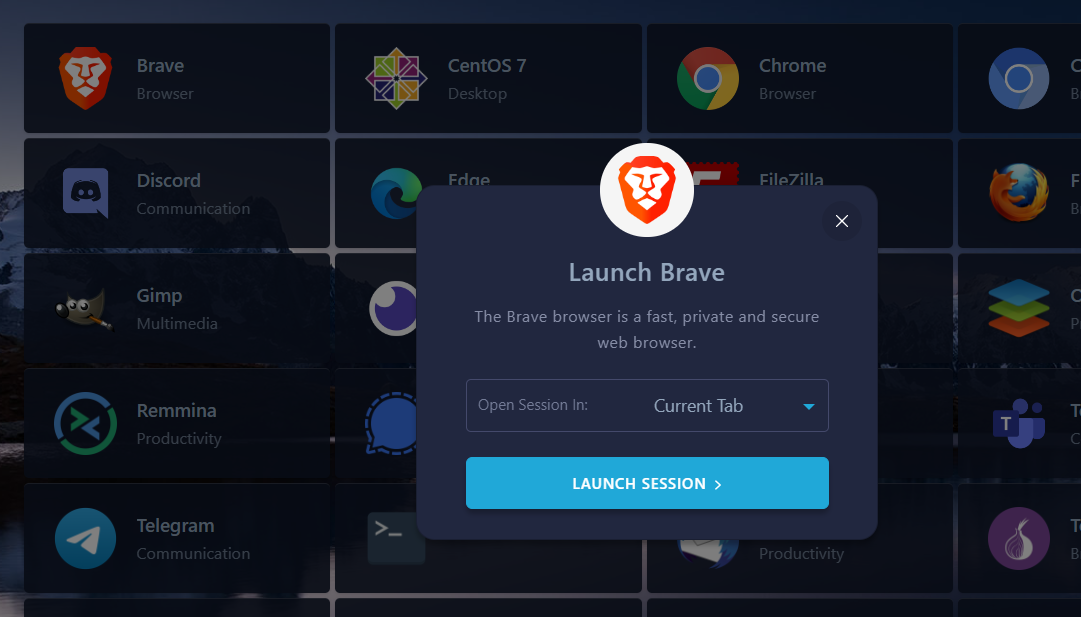 Brave
Browser
CentOS 7
Desktop
Chrome
Browser
Discord
Communication
Edge
FileZilla
Launch Brave
The Brave browser is a fast, private and secure
web browser.
Open Session In: Current Tab
LAUNCH SESSION >
Gimp
Multimedia
Remmina
Productivity
T
Telegram
Communication
>_
Productivity